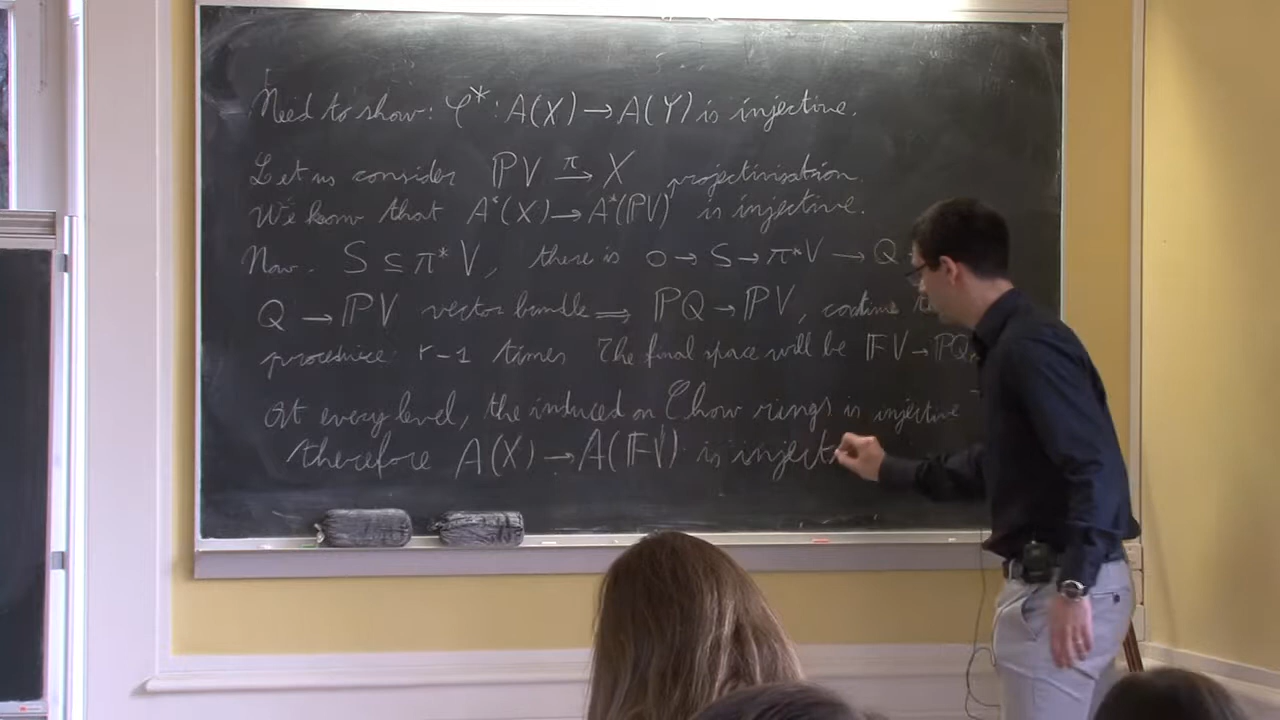 Need to show: φ*: A(X) → A(Y) is injective.
Let us consider ℙV →^π X projectivisation.
We know that A*(X) → A*(ℙV) is injective.
Now. S ⊆ π*V, there is 0 → S → π*V → Q
Q → ℙV vector bundle ⟹ ℙQ → ℙV, continue
procedure r-1 times The final space will be 𝔽V → ℙQ
At every level, the induced on Chow rings is injective
therefore A(X) → A(𝔽V) is inject